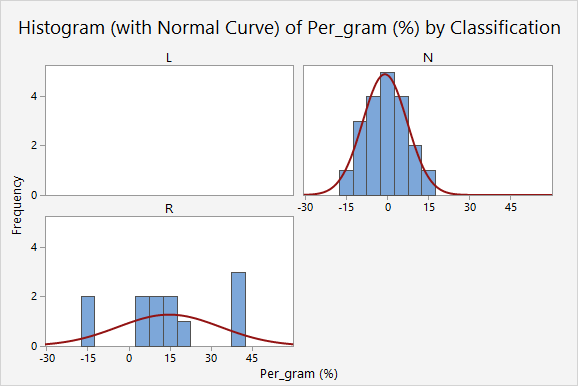 Histogram (with Normal Curve) of Per_gram (%) by Classification
L
N
4
2
0
-30 -15 0 15 30 45
R
4
2
0
-30 -15 0 15 30 45
Frequency
Per_gram (%)